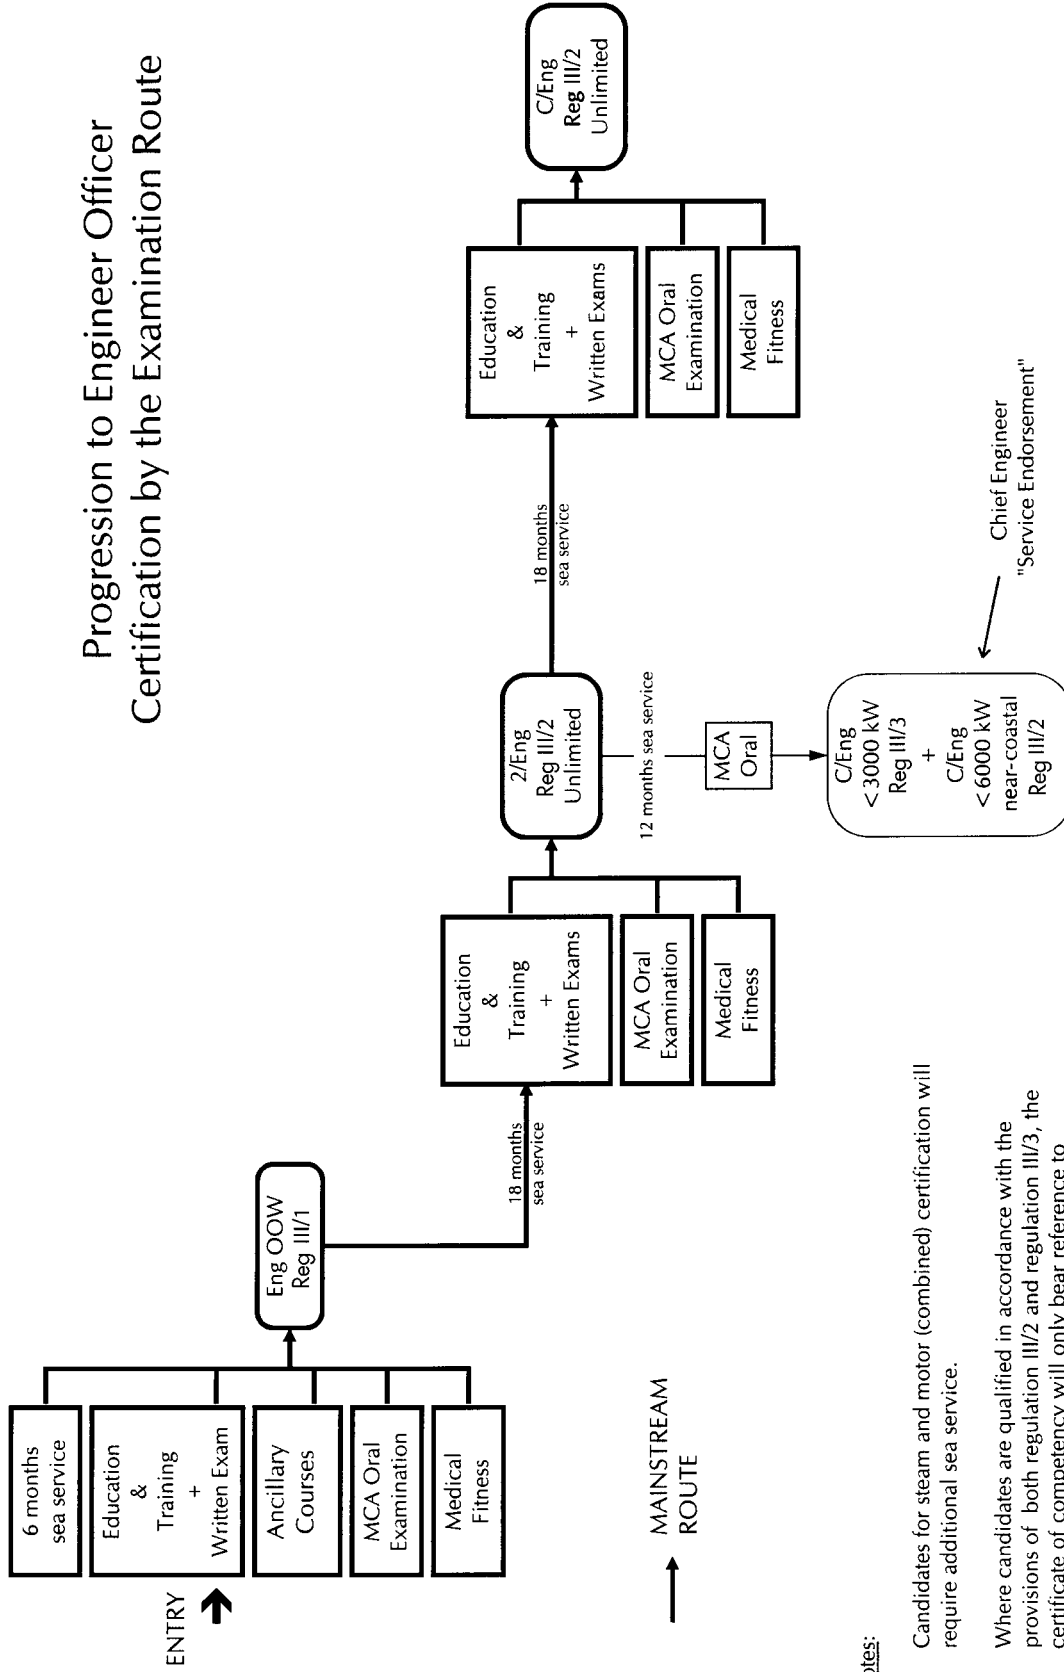 Progression to Engineer Officer
Certification by the Examination Route
ENTRY
6 months
sea service
Education
&
Training
+
Written Exam
Ancillary
Courses
MCA Oral
Examination
Medical
Fitness
Eng OOW
Reg III/1
18 months
sea service
Education
&
Training
+
Written Exams
MCA Oral
Examination
Medical
Fitness
2/Eng
Reg III/2
Unlimited
12 months sea service
MCA
Oral
C/Eng
<3000 kW
Reg III/3
+
C/Eng
<6000 kW
near-coastal
Reg III/2
Chief Engineer
"Service Endorsement"
18 months
sea service
Education
&
Training
+
Written Exams
MCA Oral
Examination
Medical
Fitness
C/Eng
Reg III/2
Unlimited
MAINSTREAM
ROUTE
otes:
Candidates for steam and motor (combined) certification will
require additional sea service.
Where candidates are qualified in accordance with the
provisions of both regulation III/2 and regulation III/3, the
certificate of competency will only bear reference to